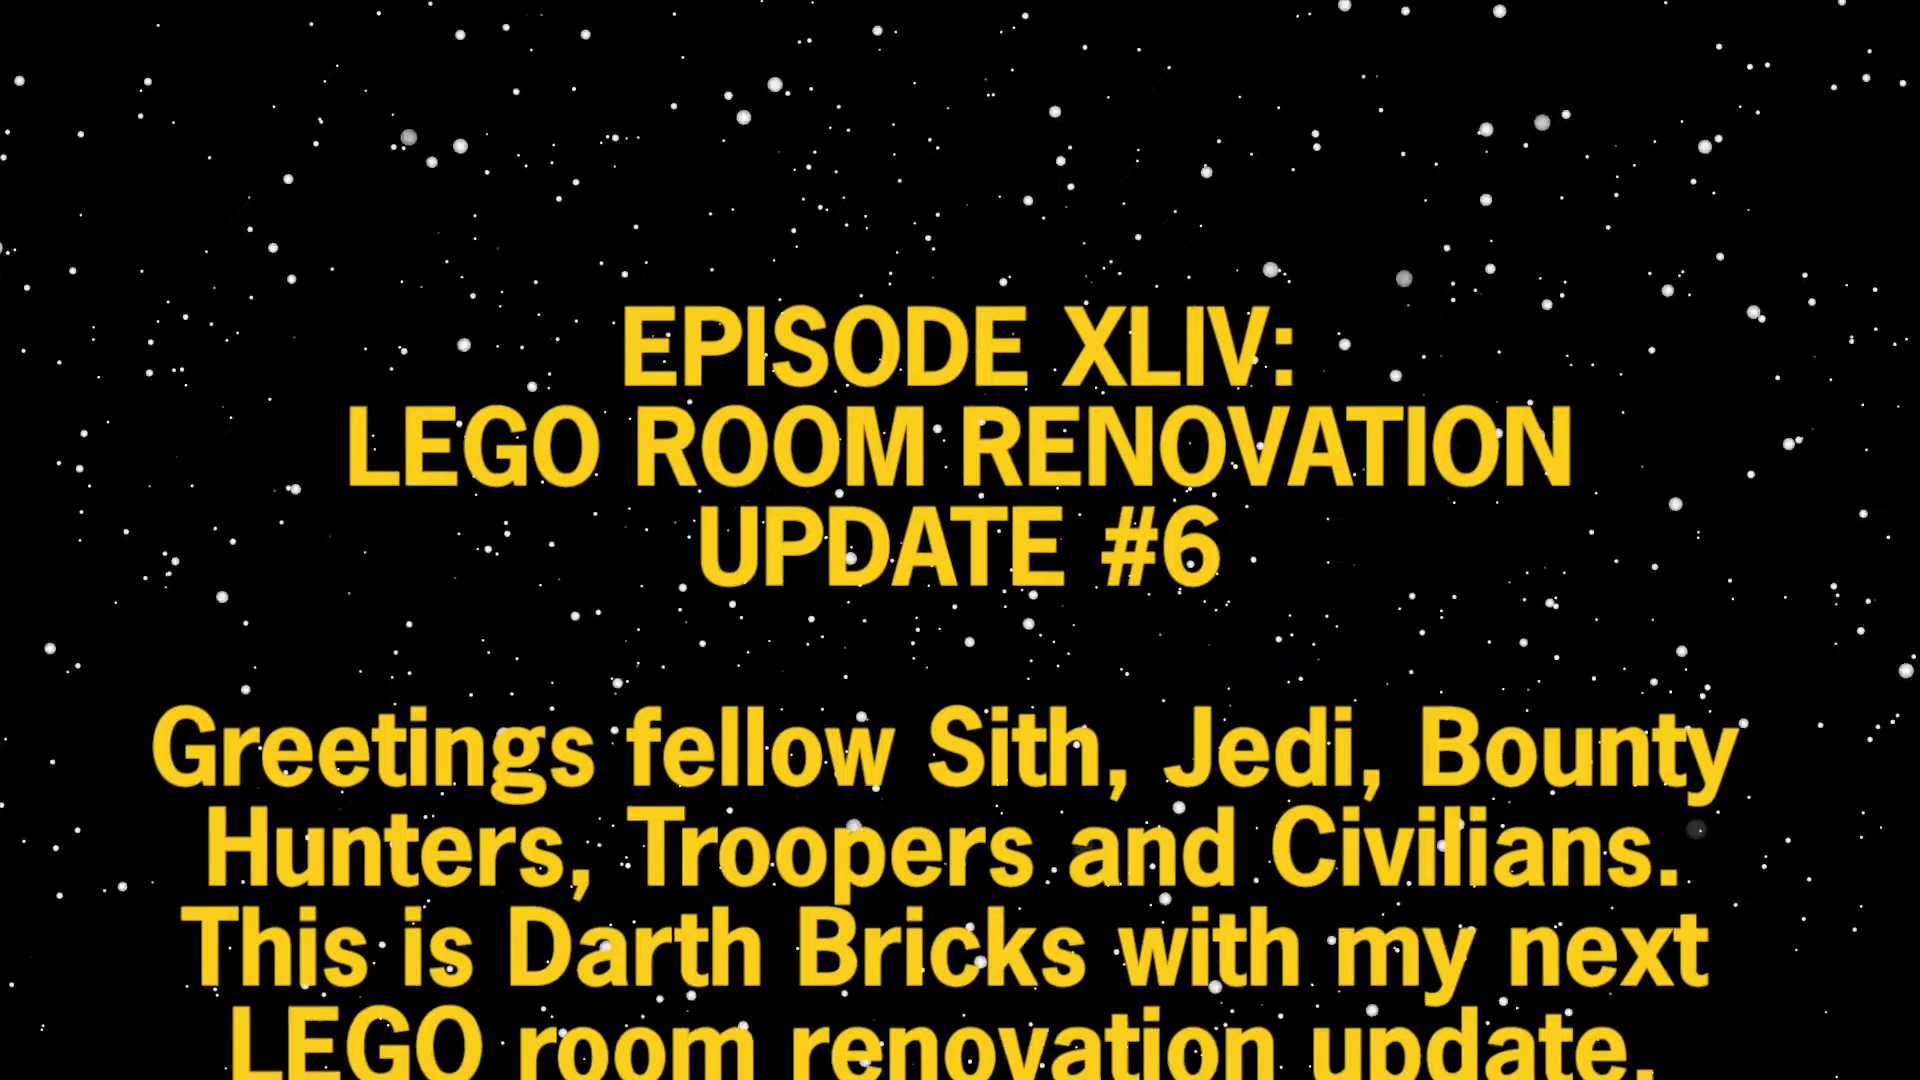 EPISODE XLIV:
LEGO ROOM RENOVATION
UPDATE #6
Greetings fellow Sith, Jedi, Bounty
Hunters, Troopers and Civilians.
This is Darth Bricks with my next
LEGO room renovation update.